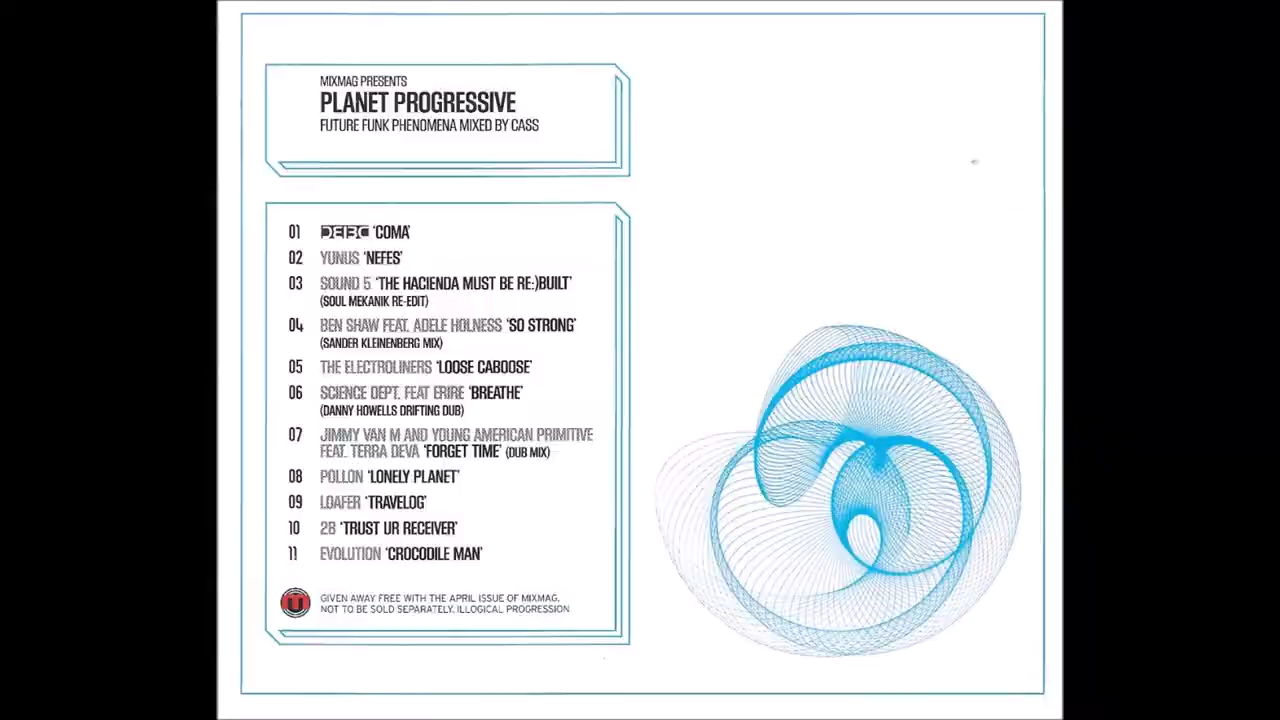 MIXMAG PRESENTS
PLANET PROGRESSIVE
FUTURE FUNK PHENOMENA MIXED BY CASS
01 DE13C 'COMA'
02 YUNUS 'NEFES'
03 SOUND 5 'THE HACIENDA MUST BE RE:)BUILT'
(SOUL MEKANIK RE-EDIT)
04 BEN SHAW FEAT. ADELE HOLNESS 'SO STRONG'
(SANDER KLEINENBERG MIX)
05 THE ELECTROLINERS 'LOOSE CABOOSE'
06 SCIENCE DEPT. FEAT ERIRE 'BREATHE'
(DANNY HOWELLS DRIFTING DUB)
07 JIMMY VAN M AND YOUNG AMERICAN PRIMITIVE
FEAT. TERRA DEVA 'FORGET TIME' (DUB MIX)
08 POLLON 'LONELY PLANET'
09 LOAFER 'TRAVELOG'
10 2B 'TRUST UR RECEIVER'
11 EVOLUTION 'CROCODILE MAN'
GIVEN AWAY FREE WITH THE APRIL ISSUE OF MIXMAG.
NOT TO BE SOLD SEPARATELY. ILLOGICAL PROGRESSION